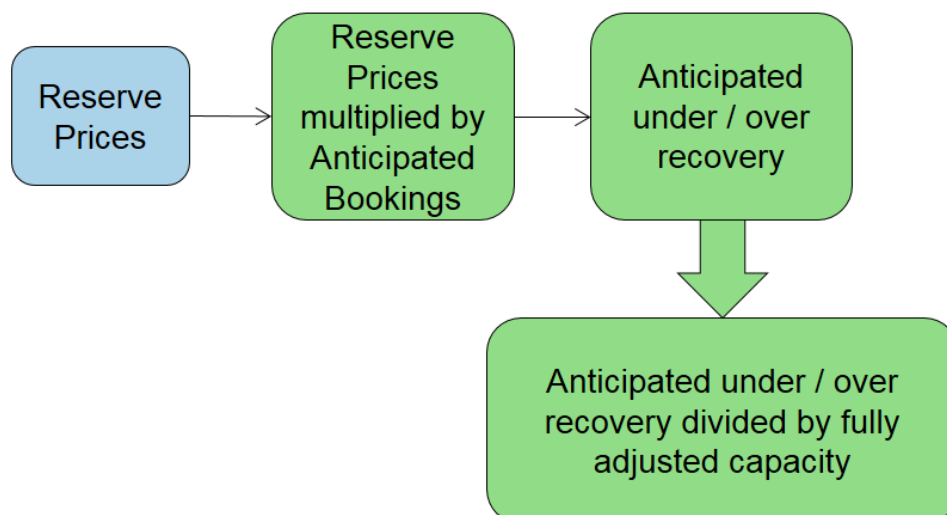 Reserve
Prices
Reserve
Prices
multiplied by
Anticipated
Bookings
Anticipated
under / over
recovery
Anticipated under / over
recovery divided by fully
adjusted capacity